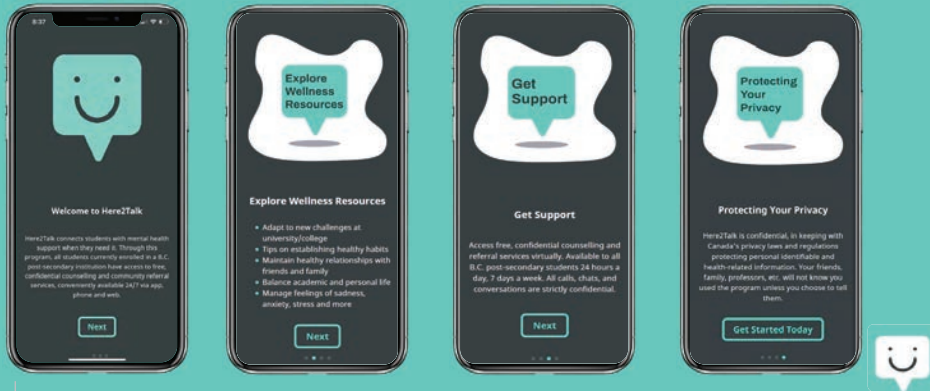 8:37
Welcome to Here2Talk
Here2Talk connects students with mental health
support when they need it. Through this
program, all students currently enrolled in a B.C.
post-secondary institution have access to free,
confidential counselling and community referral
services, conveniently available 24/7 via app,
phone and web.
Next
Explore
Wellness
Resources
Explore Wellness Resources
• Adapt to new challenges at
university/college
• Tips on establishing healthy habits
• Maintain healthy relationships with
friends and family
• Balance academic and personal life
• Manage feelings of sadness,
anxiety, stress and more
Next
Get
Support
Get Support
Access free, confidential counselling and
referral services virtually. Available to all
B.C. post-secondary students 24 hours a
day, 7 days a week. All calls, chats, and
conversations are strictly confidential.
Next
Protecting
Your
Privacy
Protecting Your Privacy
Here2Talk is confidential, in keeping with
Canada's privacy laws and regulations
protecting personal identifiable and
health-related information. Your friends,
family, professors, etc. will not know you
used the program unless you choose to tell
them.
Get Started Today